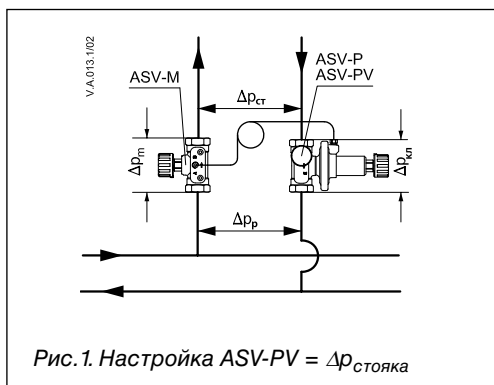 V.A.013.1/02
ASV-M
ASV-P
ASV-PV
Δpст
Δpm
Δpкл
Δpр
Рис.1. Настройка ASV-PV = Δpстояка